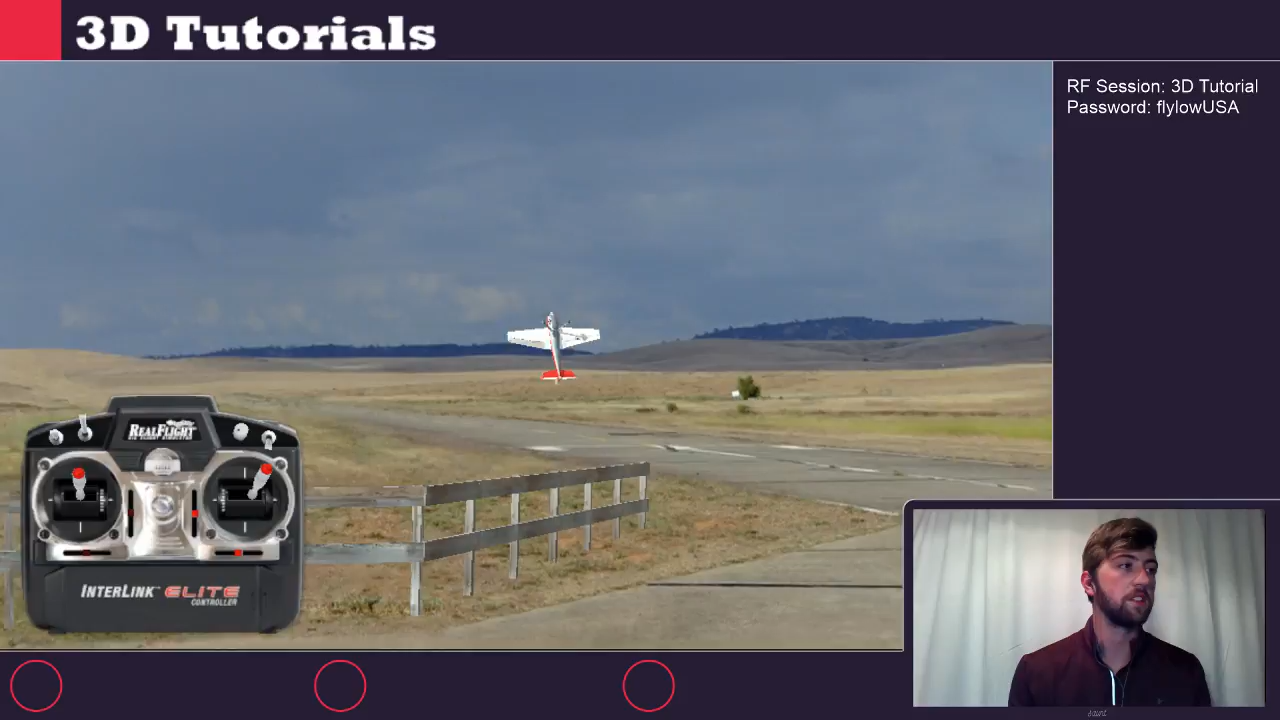 3D Tutorials
RF Session: 3D Tutorial
Password: flylowUSA
REALFLIGHT
INTERLINK ELITE
CONTROLLER